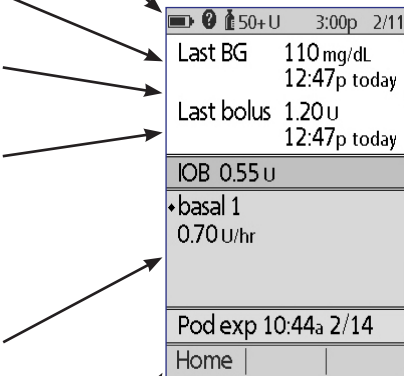 50+U 3:00p 2/11
Last BG 110 mg/dL
12:47p today
Last bolus 1.20 U
12:47p today
IOB 0.55 U
basal 1
0.70 U/hr
Pod exp 10:44a 2/14
Home